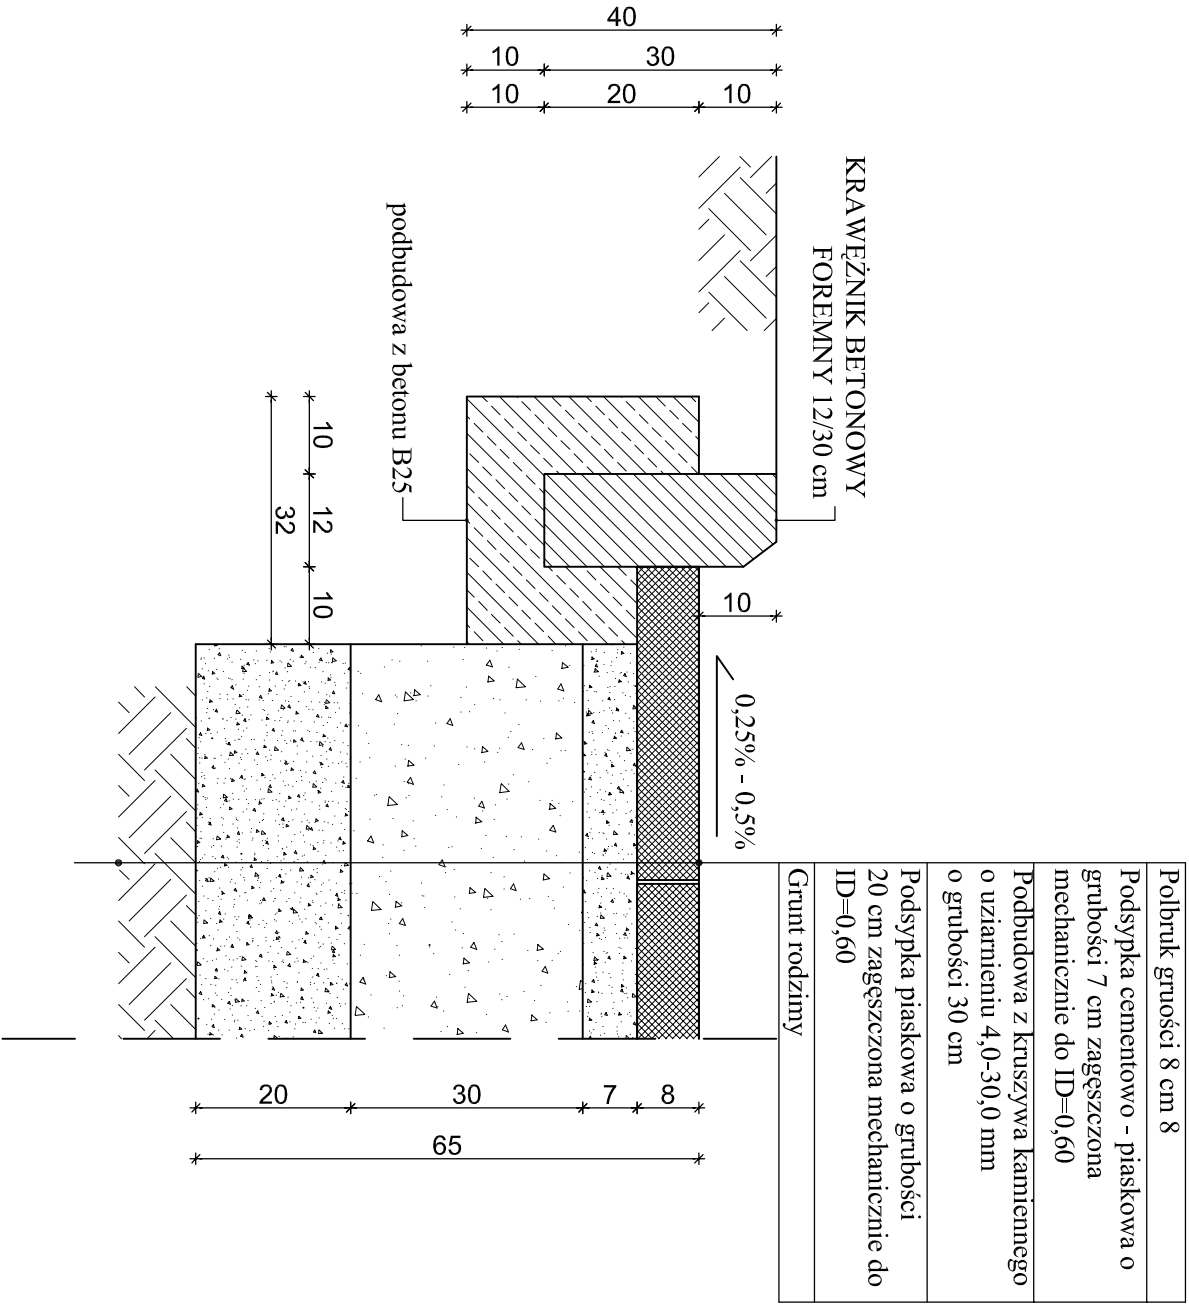 40
10 30
10 20 10
KRAWĘŻNIK BETONOWY
FOREMNY 12/30 cm
podbudowa z betonu B25
10 12 10
32
10
0,25% - 0,5%
Polbruk gruości 8 cm 8
Podsypka cementowo - piaskowa o
grubości 7 cm zagęszczona
mechanicznie do ID=0,60
Podbudowa z kruszywa kamiennego
o uziarnieniu 4,0-30,0 mm
o grubości 30 cm
Podsypka piaskowa o grubości
20 cm zagęszczona mechanicznie do
ID=0,60
Grunt rodzimy
20 30 7 8
65